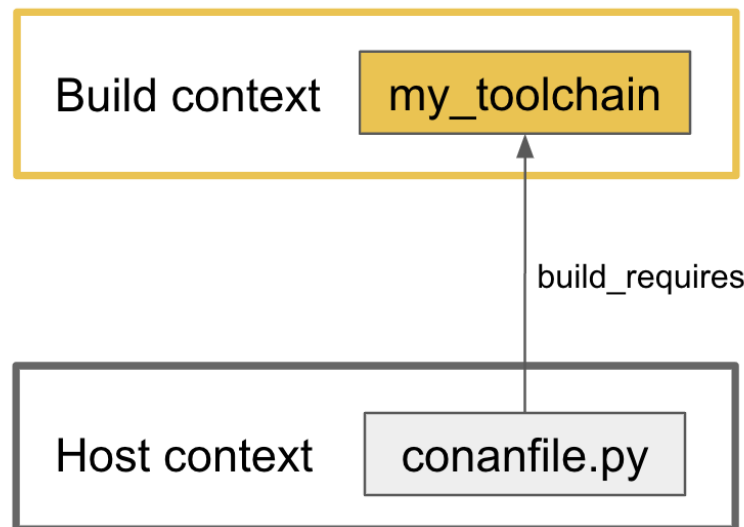 Build context
my_toolchain
build_requires
Host context
conanfile.py